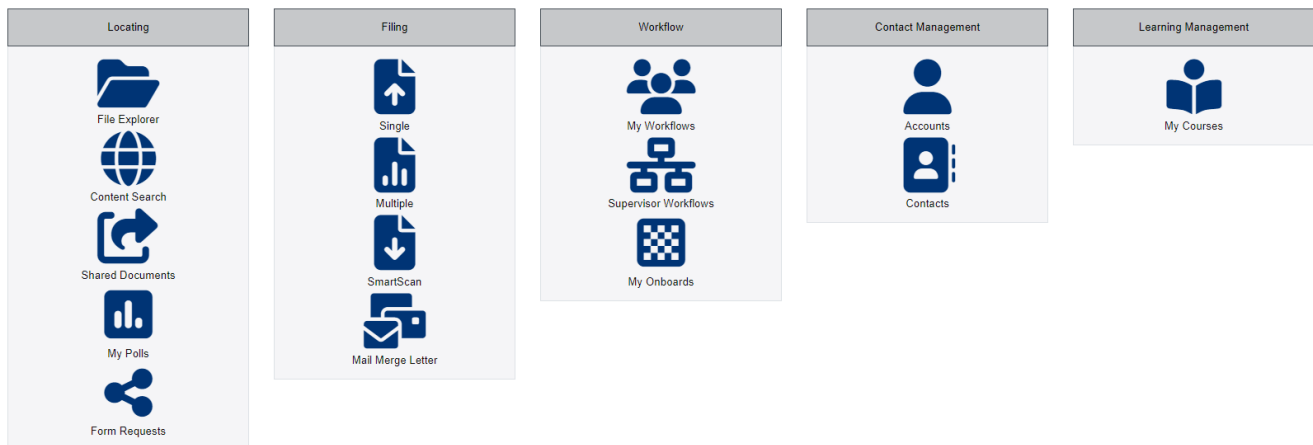 Locating
File Explorer
Content Search
Shared Documents
My Polls
Form Requests
Filing
Single
Multiple
SmartScan
Mail Merge Letter
Workflow
My Workflows
Supervisor Workflows
My Onboards
Contact Management
Accounts
Contacts
Learning Management
My Courses